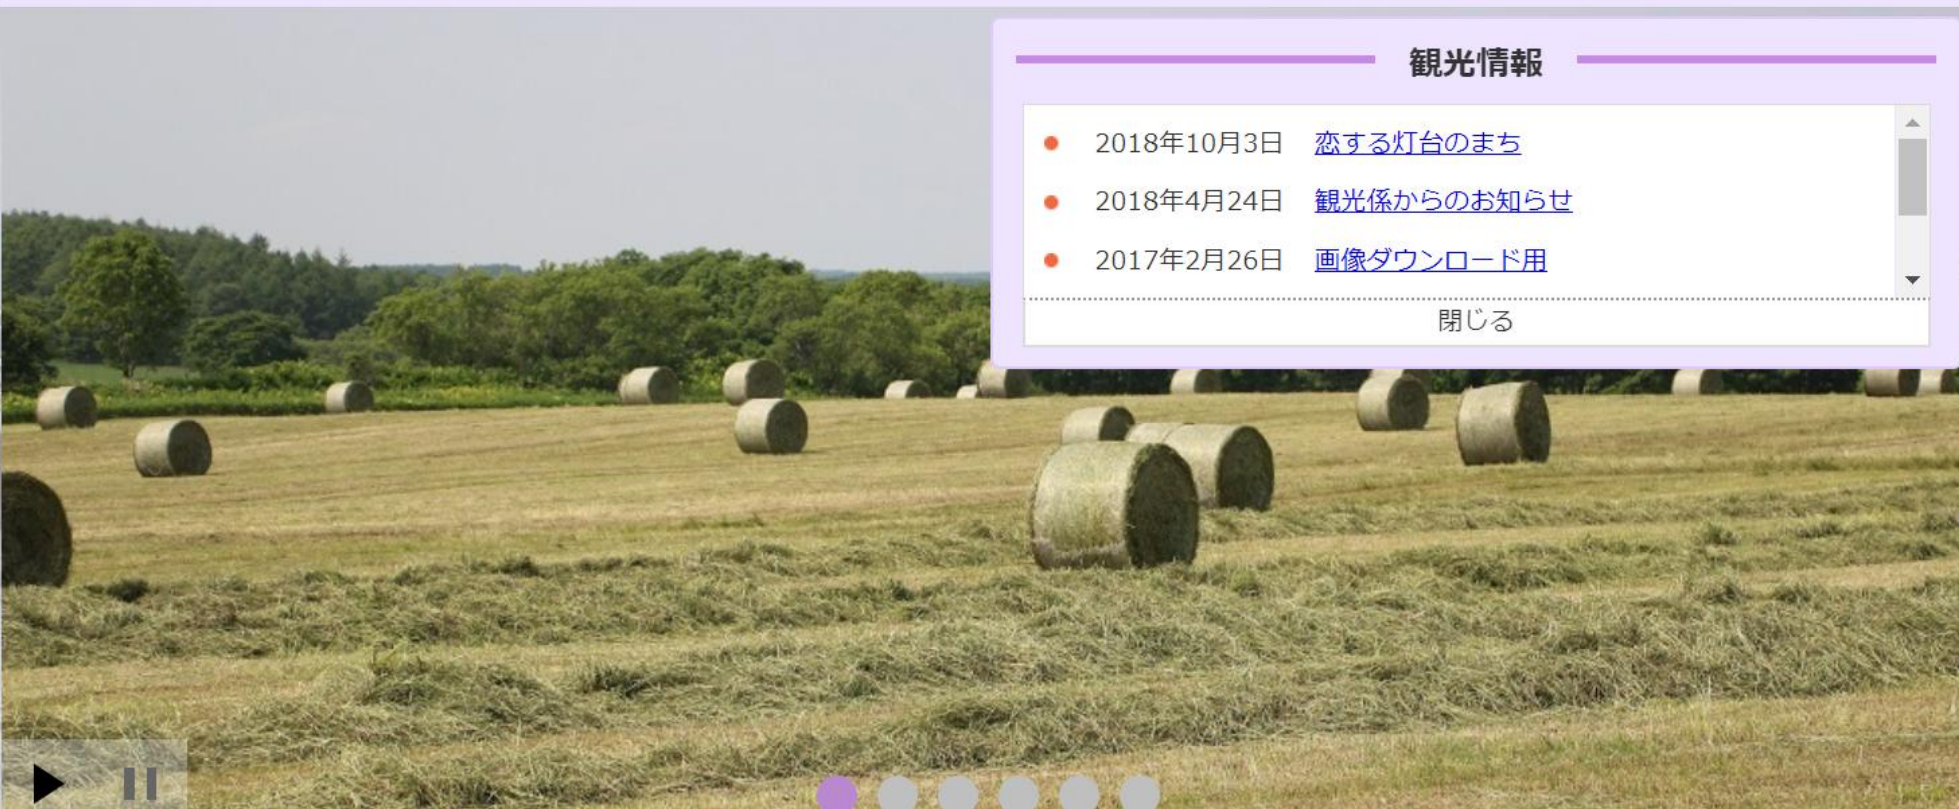 観光情報
2018年10月3日 恋する灯台のまち
2018年4月24日 観光係からのお知らせ
2017年2月26日 画像ダウンロード用
閉じる